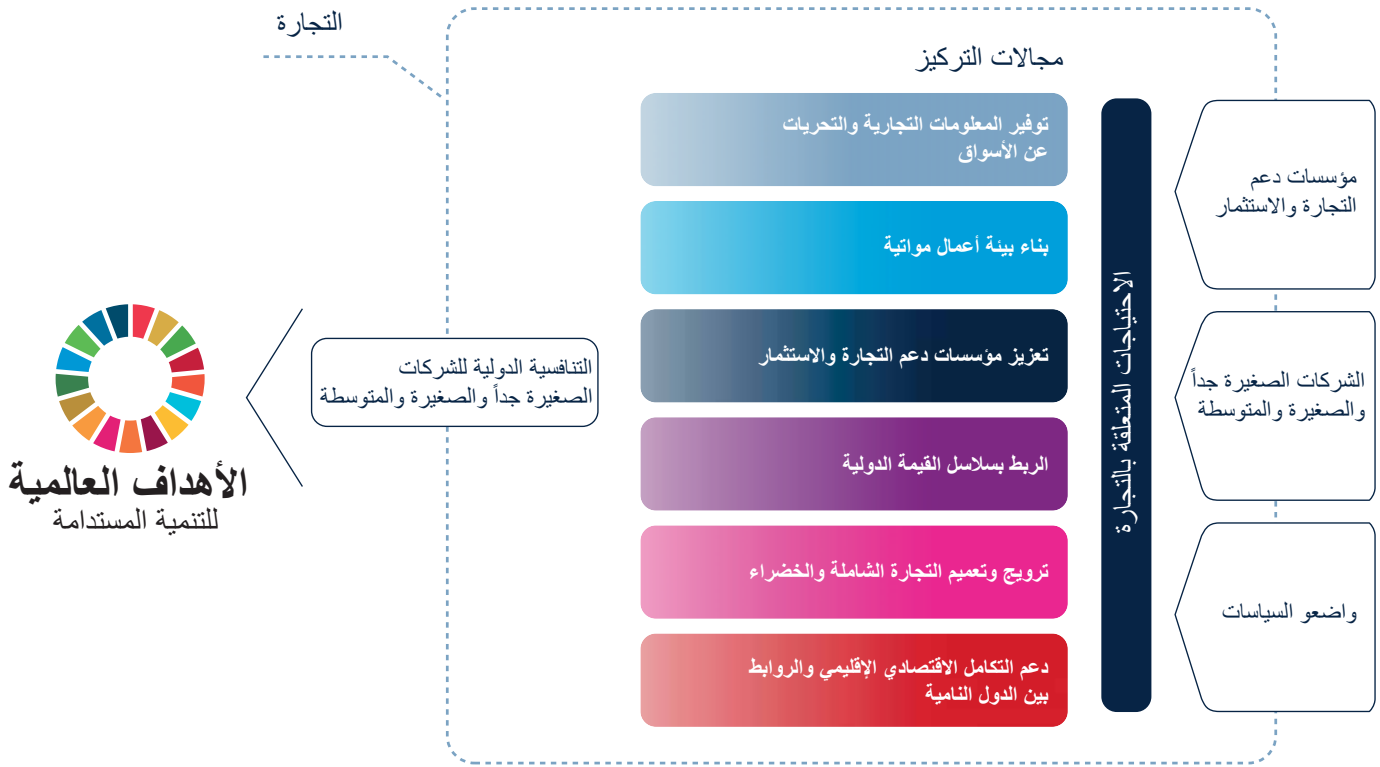 التجارة
مجالات التركيز
مؤسسات دعم
التجارة والاستثمار
الشركات الصغيرة جداً
والصغيرة والمتوسطة
واضعو السياسات
الاحتياجات المتعلقة بالتجارة
توفير المعلومات التجارية والتحريات
عن الأسواق
بناء بيئة أعمال مواتية
تعزيز مؤسسات دعم التجارة والاستثمار
الربط بسلاسل القيمة الدولية
ترويج وتعميم التجارة الشاملة والخضراء
دعم التكامل الاقتصادي الإقليمي والروابط
بين الدول النامية
التنافسية الدولية للشركات
الصغيرة جداً والصغيرة والمتوسطة
الأهداف العالمية
للتنمية المستدامة